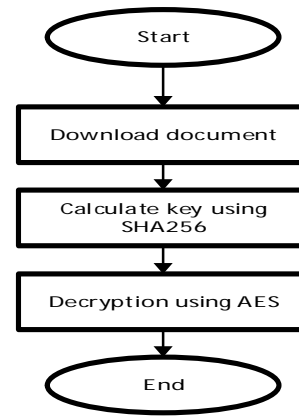 Start
Download document
Calculate key using
SHA256
Decryption using AES
End